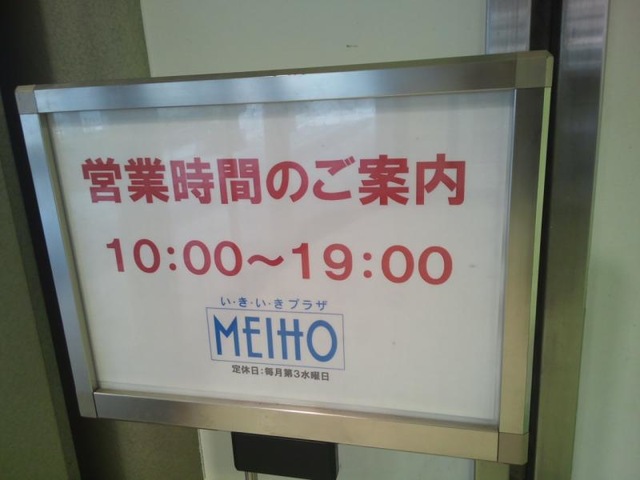 営業時間のご案内
10:00～19:00
い・き・い・きプラザ
MEIHO
定休日:毎月第3水曜日